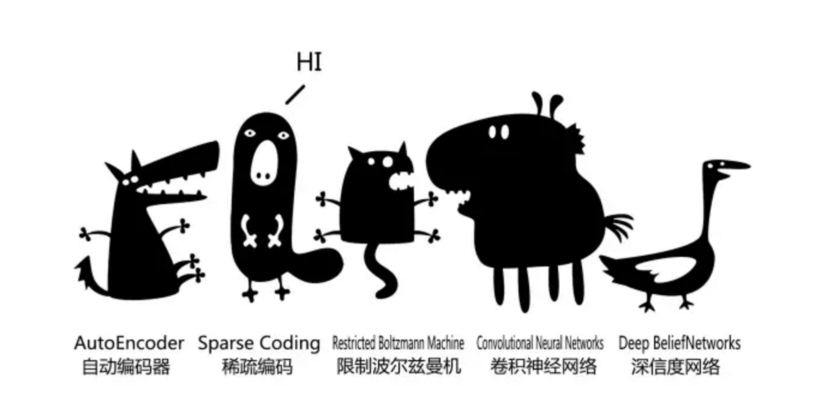 HI
AutoEncoder
自动编码器
Sparse Coding
稀疏编码
Restricted Boltzmann Machine
限制波尔兹曼机
Convolutional Neural Networks
卷积神经网络
Deep BeliefNetworks
深信度网络